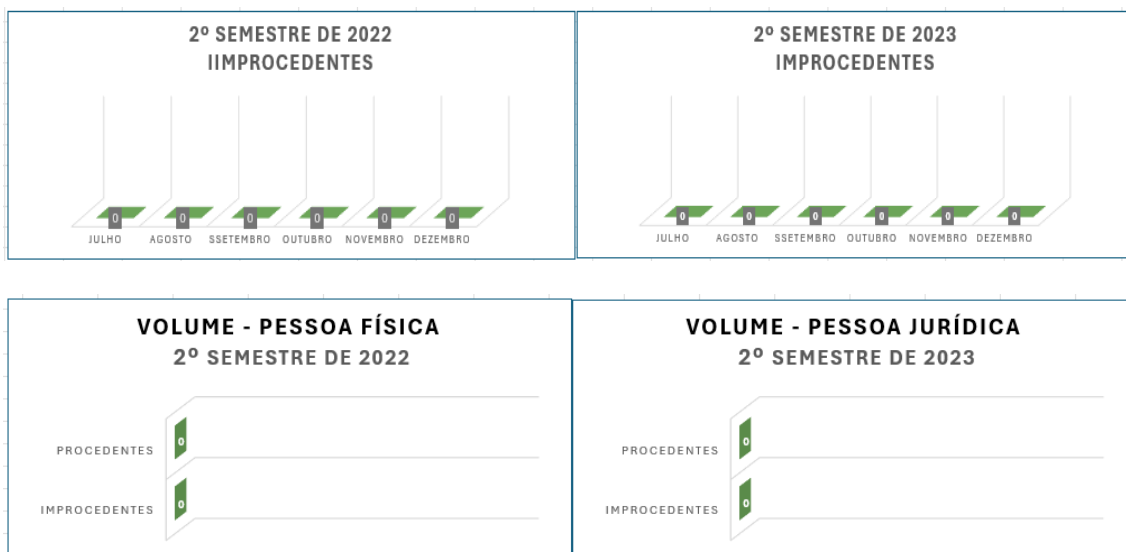 2º SEMESTRE DE 2022
IIMPROCEDENTES
0 0 0 0 0 0
JULHO AGOSTO SSETEMBRO OUTUBRO NOVEMBRO DEZEMBRO
2º SEMESTRE DE 2023
IMPROCEDENTES
0 0 0 0 0 0
JULHO AGOSTO SSETEMBRO OUTUBRO NOVEMBRO DEZEMBRO
VOLUME - PESSOA FÍSICA
2º SEMESTRE DE 2022
PROCEDENTES 0
IMPROCEDENTES 0
VOLUME - PESSOA JURÍDICA
2º SEMESTRE DE 2023
PROCEDENTES 0
IMPROCEDENTES 0